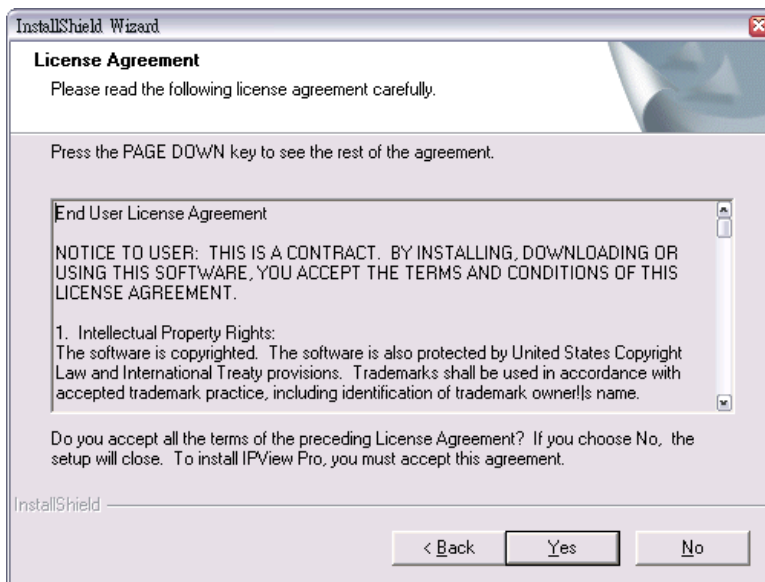 InstallShield Wizard
License Agreement
Please read the following license agreement carefully.
Press the PAGE DOWN key to see the rest of the agreement.
End User License Agreement
NOTICE TO USER:  THIS IS A CONTRACT.  BY INSTALLING, DOWNLOADING OR
USING THIS SOFTWARE, YOU ACCEPT THE TERMS AND CONDITIONS OF THIS
LICENSE AGREEMENT.
1.  Intellectual Property Rights:
The software is copyrighted.  The software is also protected by United States Copyright
Law and International Treaty provisions.  Trademarks shall be used in accordance with
accepted trademark practice, including identification of trademark owner!|s name.
Do you accept all the terms of the preceding License Agreement?  If you choose No,  the
setup will close.  To install IPView Pro, you must accept this agreement.
InstallShield
< Back
Yes
No